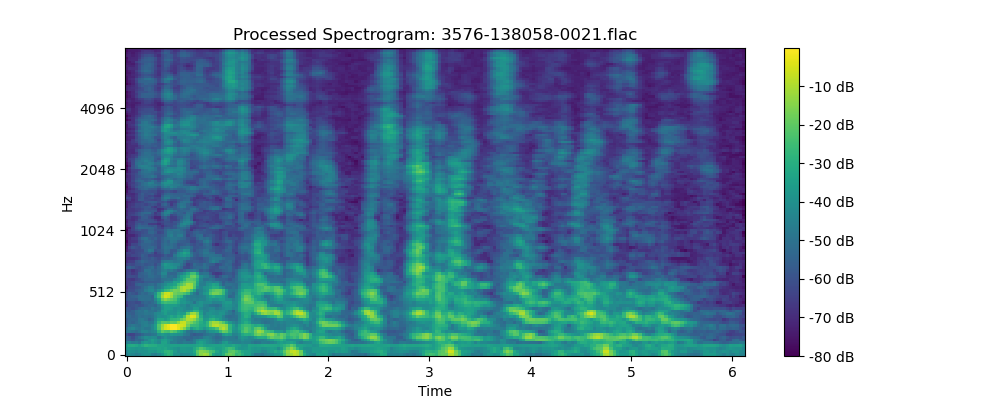 Processed Spectrogram: 3576-138058-0021.flac
4096
2048
1024
512
0
Hz
0 1 2 3 4 5 6
Time
-10 dB
-20 dB
-30 dB
-40 dB
-50 dB
-60 dB
-70 dB
-80 dB